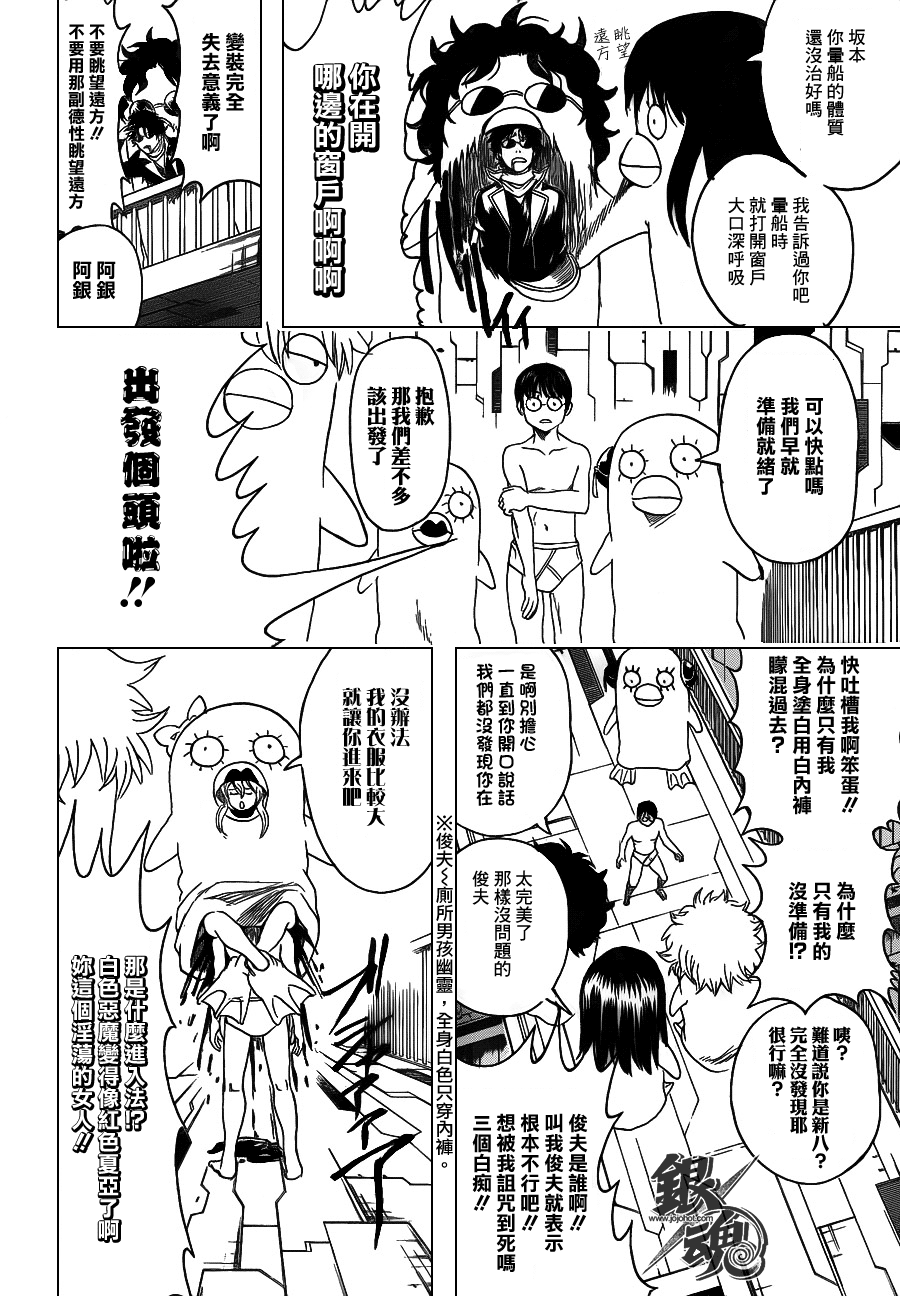 坂本
你暈船的體質
還沒治好嗎
我告訴過你吧
暈船時
就打開窗戶
大口深呼吸
眺望
遠方
你在開
哪邊的窗戶啊啊啊
變裝完全
失去意義了啊
不要眺望遠方!!
不要用那副德性眺望遠方
阿銀
阿銀
可以快點嗎
我們早就
準備就緒了
抱歉
那我們差不多
該出發了
出發個頭啦!!
快吐槽我啊笨蛋!!
為什麼只有我
全身塗白用白內褲
矇混過去?
為什麼
只有我的
沒準備!?
是啊別擔心
一直到你開口說話
我們都沒發現你在
太完美了
那樣沒問題的
俊夫
咦?
難道說你是新八?
完全沒發現耶
很行嘛?
俊夫是誰啊!!
叫我俊夫就表示
根本不行吧!!
想被我詛咒到死嗎
三個白痴!!
※俊夫~廁所男孩幽靈,全身白色只穿內褲。
沒辦法
我的衣服比較大
就讓你進來吧
那是什麼進入法!?
白色惡魔變得像紅色夏亞了啊
妳這個淫蕩的女人!!
銀魂
www.jojohot.com